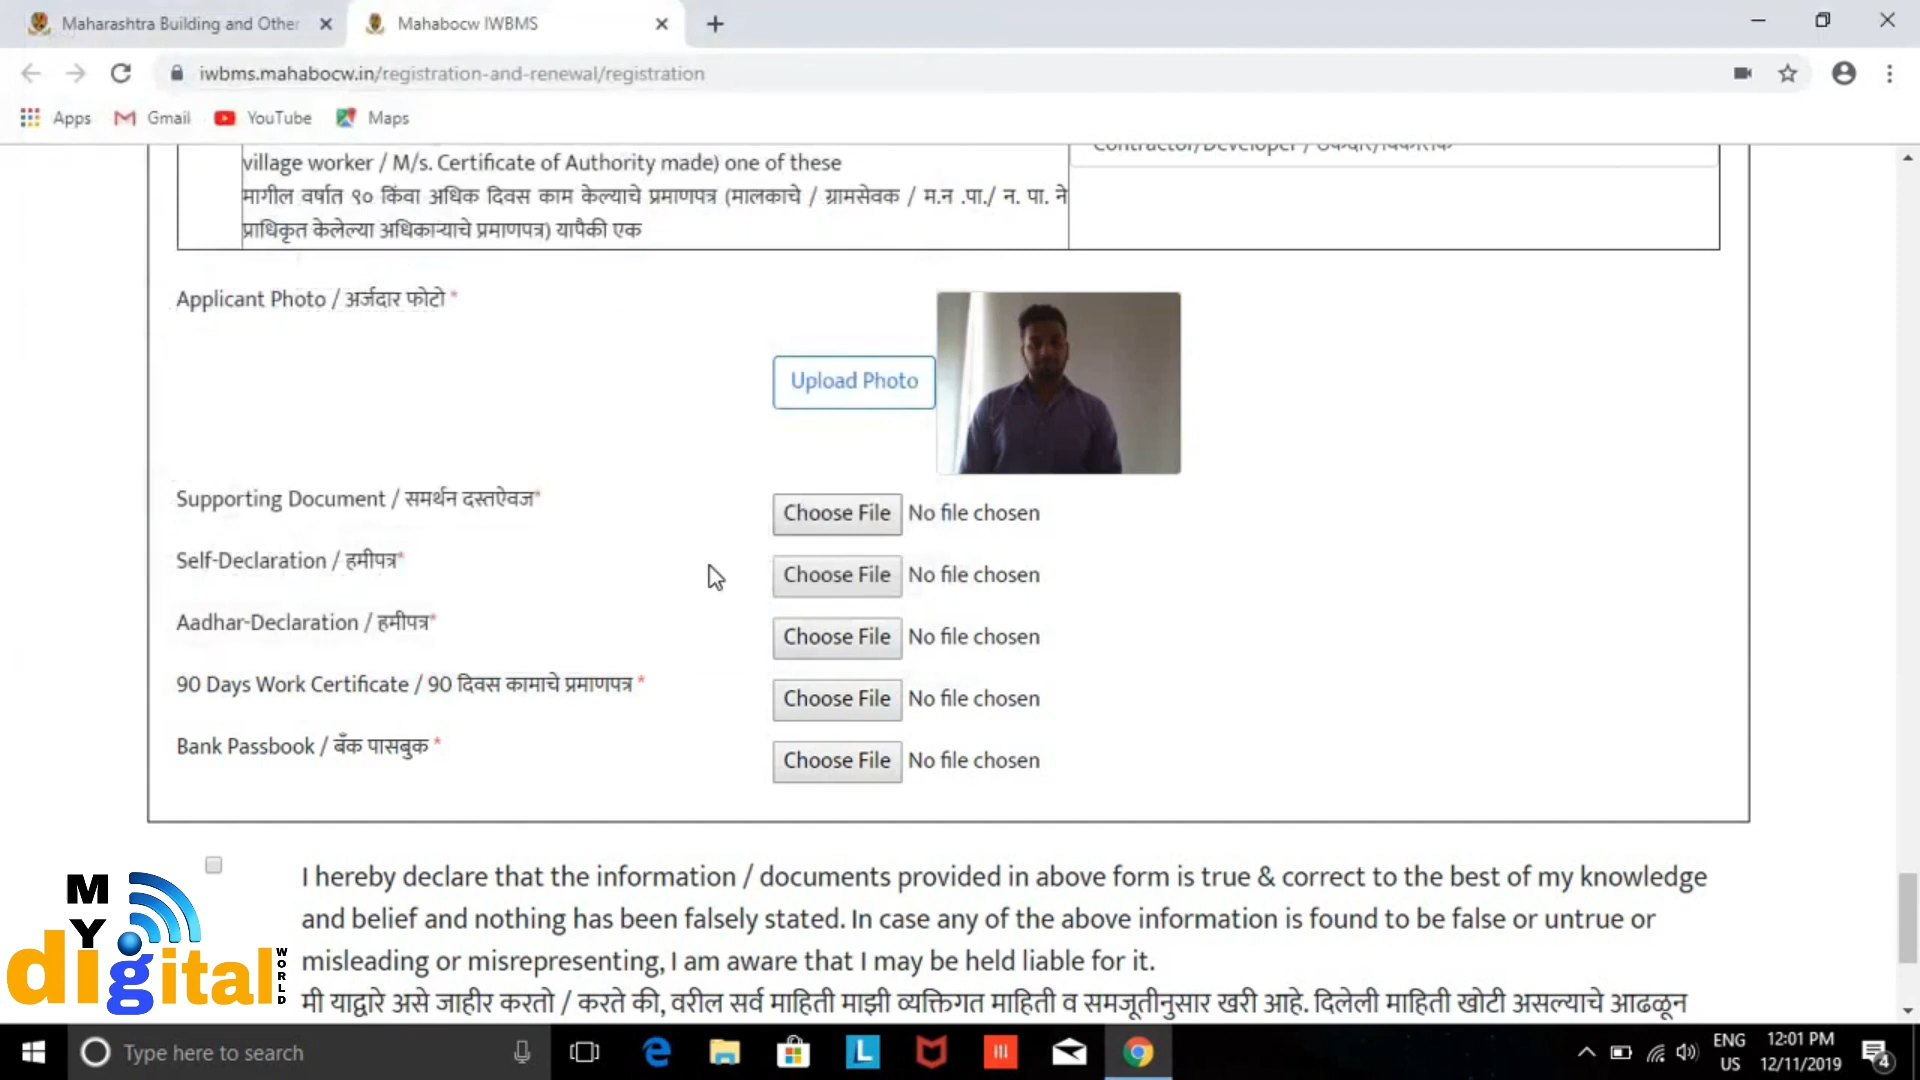 Maharashtra Building and Other
Mahabocw IWBMS
iwbms.mahabocw.in/registration-and-renewal/registration
Apps
Gmail
YouTube
Maps
Contractor/Developer / ठेकेदार/विकासक
village worker / M/s. Certificate of Authority made) one of these
मागील वर्षात ९० किंवा अधिक दिवस काम केल्याचे प्रमाणपत्र (मालकाचे / ग्रामसेवक / म.न .पा./ न. पा. ने
प्राधिकृत केलेल्या अधिकाऱ्याचे प्रमाणपत्र) यापैकी एक
Applicant Photo / अर्जदार फोटो *
Upload Photo
Supporting Document / समर्थन दस्तऐवज*
Choose File No file chosen
Self-Declaration / हमीपत्र*
Choose File No file chosen
Aadhar-Declaration / हमीपत्र*
Choose File No file chosen
90 Days Work Certificate / 90 दिवस कामाचे प्रमाणपत्र *
Choose File No file chosen
Bank Passbook / बँक पासबुक *
Choose File No file chosen
I hereby declare that the information / documents provided in above form is true & correct to the best of my knowledge
and belief and nothing has been falsely stated. In case any of the above information is found to be false or untrue or
misleading or misrepresenting, I am aware that I may be held liable for it.
मी याद्वारे असे जाहीर करतो / करते की, वरील सर्व माहिती माझी व्यक्तिगत माहिती व समजूतीनुसार खरी आहे. दिलेली माहिती खोटी असल्याचे आढळून
MY
digital
WORLD
Type here to search
L
ENG
US
12:01 PM
12/11/2019
4